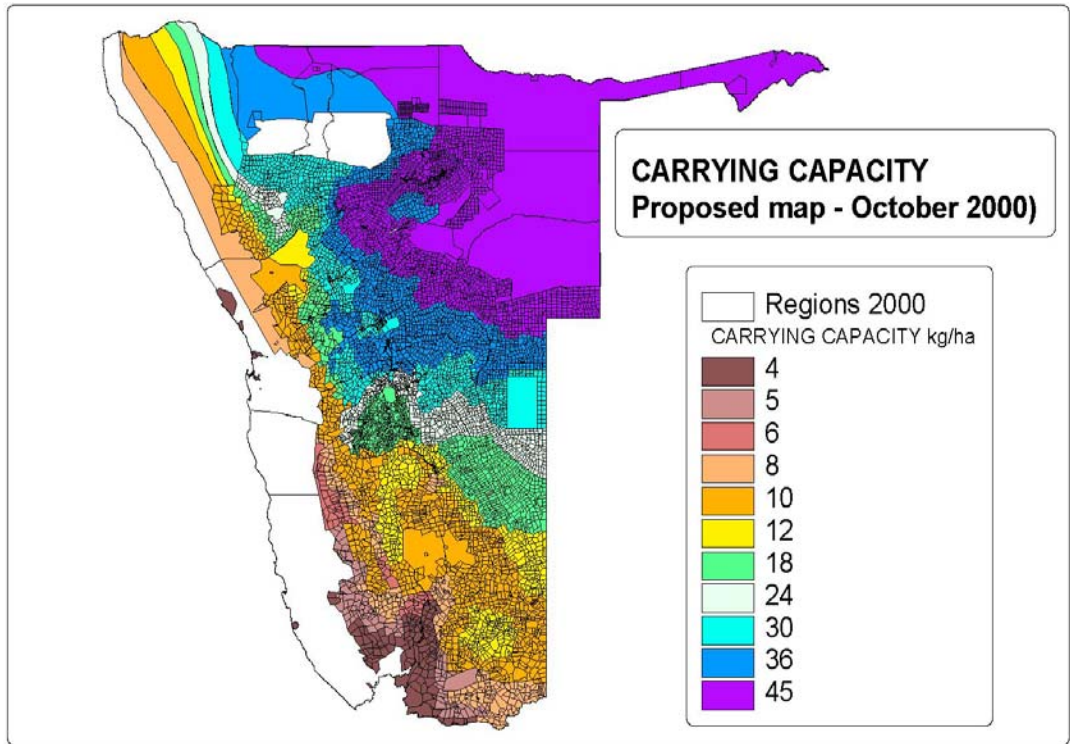 CARRYING CAPACITY
Proposed map - October 2000)
Regions 2000
CARRYING CAPACITY kg/ha
4
5
6
8
10
12
18
24
30
36
45